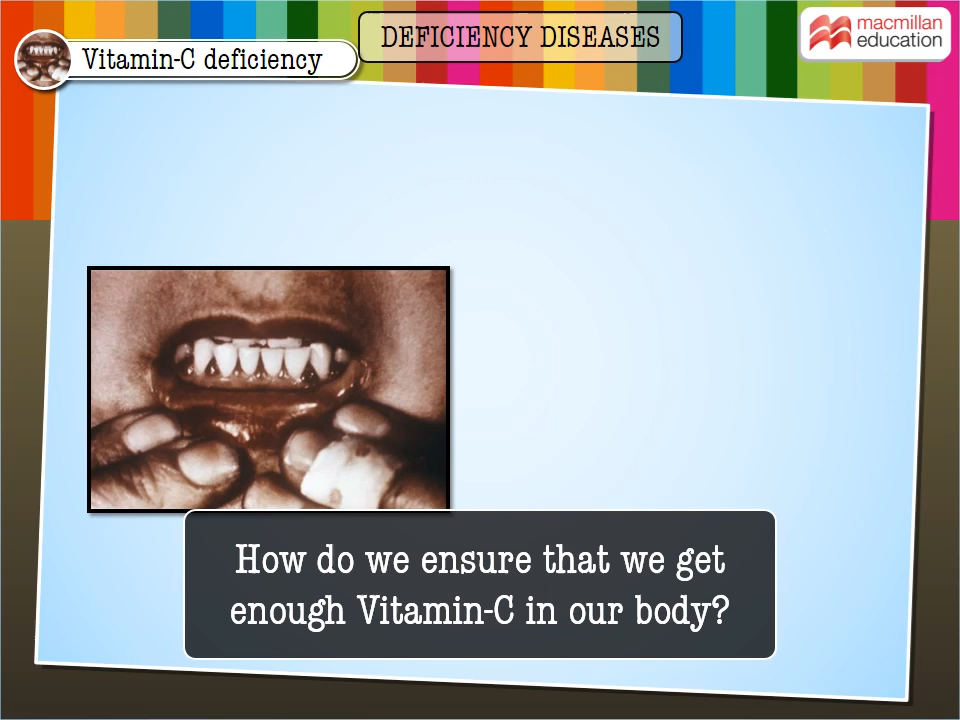 DEFICIENCY DISEASES
macmillan
education
Vitamin-C deficiency
How do we ensure that we get
enough Vitamin-C in our body?